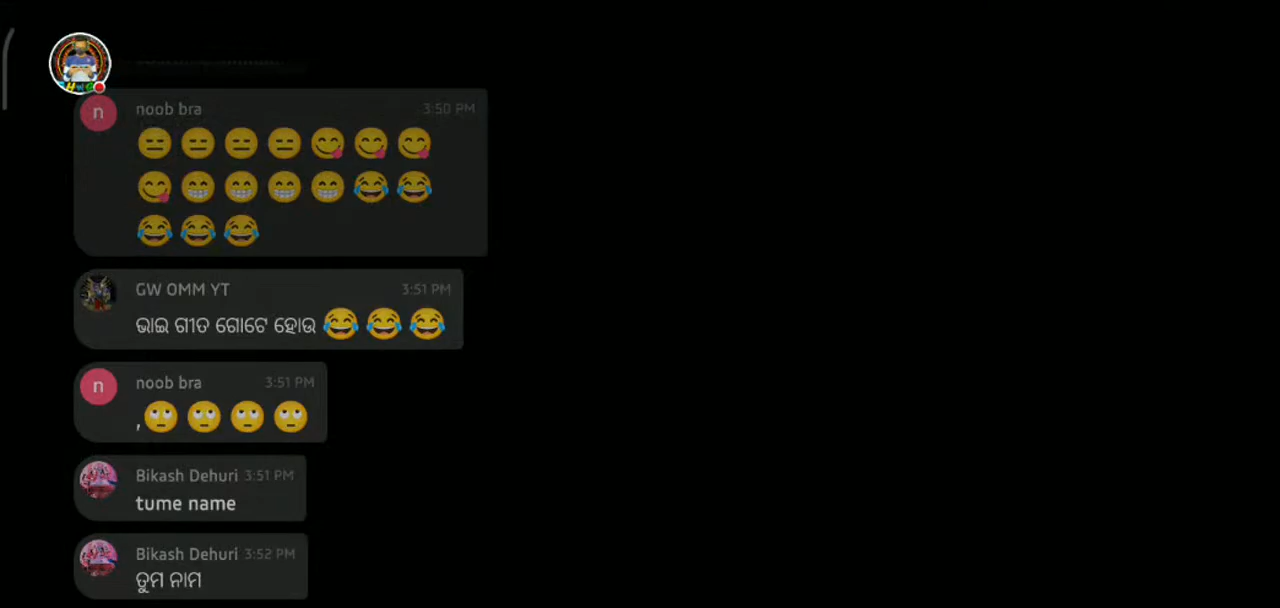 HWG
n
noob bra 3:50 PM
😑😑😑😑😋😋😋
😋😁😁😁😁😂😂
😂😂😂
GW OMM YT 3:51 PM
ଭାଇ ଗୀତ ଗୋଟେ ହୋଉ 😂😂😂
n
noob bra 3:51 PM
,🙄🙄🙄🙄
Bikash Dehuri 3:51 PM
tume name
Bikash Dehuri 3:52 PM
ତୁମ ନାମ